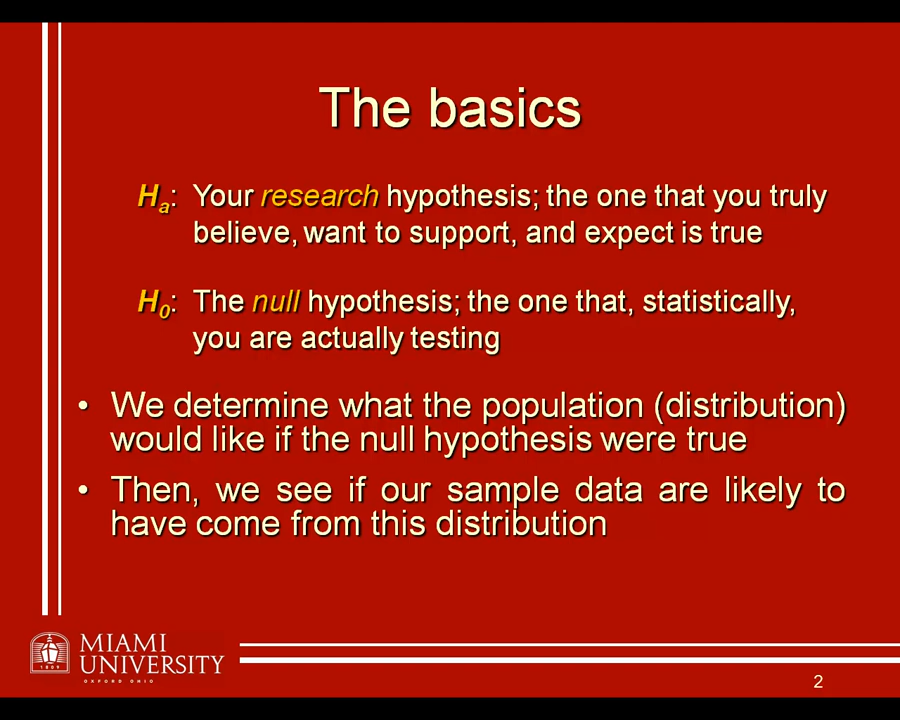 The basics
Ha: Your research hypothesis; the one that you truly
believe, want to support, and expect is true
H0: The null hypothesis; the one that, statistically,
you are actually testing
• We determine what the population (distribution)
would like if the null hypothesis were true
• Then, we see if our sample data are likely to
have come from this distribution
1809
MIAMI
UNIVERSITY
OXFORD OHIO
2